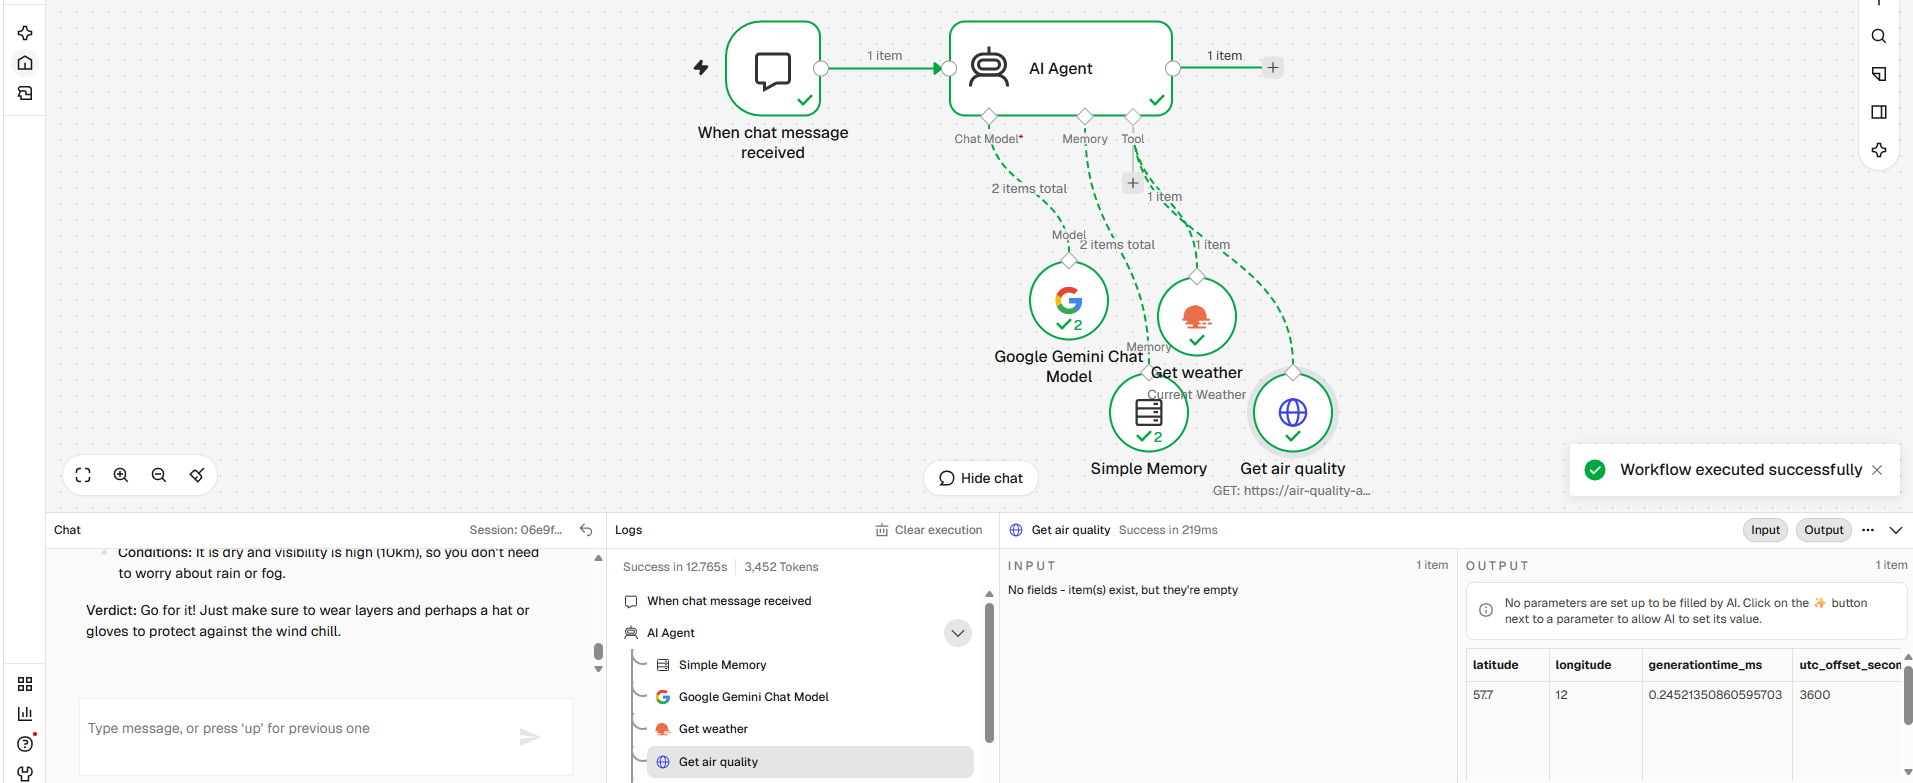 1 item
AI Agent
1 item
When chat message
received
Chat Model*
Memory
Tool
2 items total
1 item
Model
2 items total
1 item
2
Google Gemini Chat
Model
Memory
Get weather
Current Weather
2
Simple Memory
Get air quality
GET: https://air-quality-a...
Hide chat
Workflow executed successfully
Chat
Session: 06e9f...
Conditions: It is dry and visibility is high (10km), so you don't need
to worry about rain or fog.
Verdict: Go for it! Just make sure to wear layers and perhaps a hat or
gloves to protect against the wind chill.
Type message, or press ‘up’ for previous one
Logs
Clear execution
Success in 12.765s
3,452 Tokens
When chat message received
AI Agent
Simple Memory
Google Gemini Chat Model
Get weather
Get air quality
Get air quality
Success in 219ms
Input
Output
INPUT
1 item
No fields - item(s) exist, but they're empty
OUTPUT
1 item
No parameters are set up to be filled by AI. Click on the ✨ button
next to a parameter to allow AI to set its value.
latitude longitude generationtime_ms utc_offset_secon
57.7 12 0.24521350860595703 3600